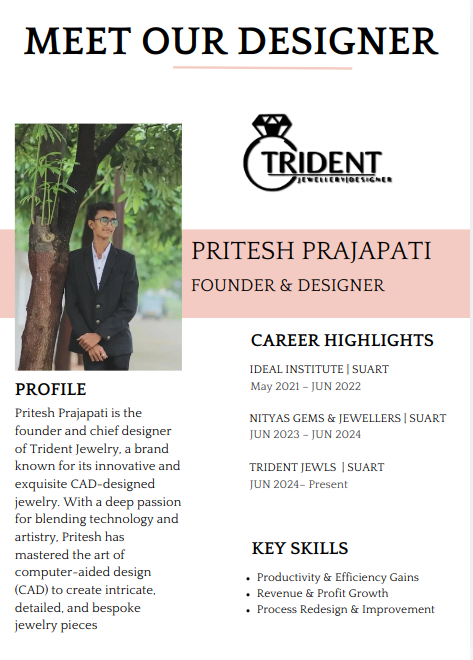 MEET OUR DESIGNER
TRIDENT
JEWELLERY|DESIGNER
PRITESH PRAJAPATI
FOUNDER & DESIGNER
CAREER HIGHLIGHTS
IDEAL INSTITUTE | SUART
May 2021 – JUN 2022
NITYAS GEMS & JEWELLERS | SUART
JUN 2023 – JUN 2024
TRIDENT JEWLS | SUART
JUN 2024– Present
KEY SKILLS
• Productivity & Efficiency Gains
• Revenue & Profit Growth
• Process Redesign & Improvement
PROFILE
Pritesh Prajapati is the
founder and chief designer
of Trident Jewelry, a brand
known for its innovative and
exquisite CAD-designed
jewelry. With a deep passion
for blending technology and
artistry, Pritesh has
mastered the art of
computer-aided design
(CAD) to create intricate,
detailed, and bespoke
jewelry pieces